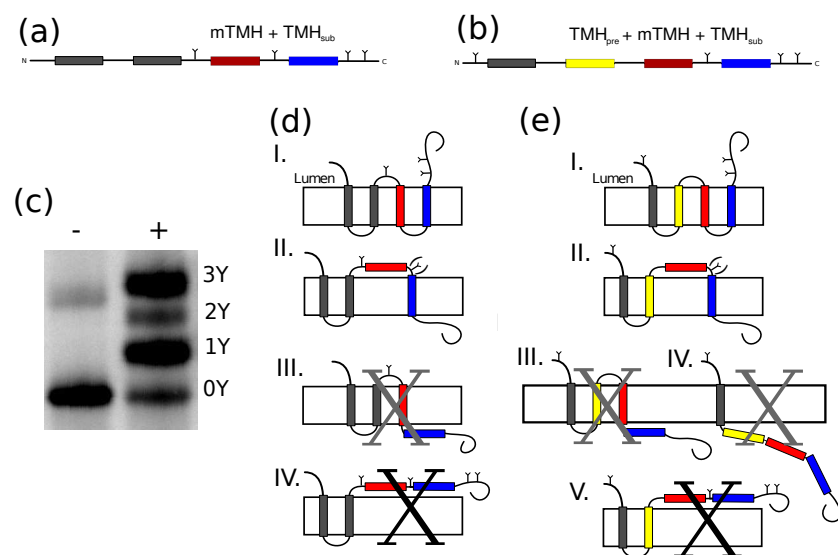 (a)
mTMH + TMHsub
N
C
(b)
TMHpre + mTMH + TMHsub
N
C
(c)
-
+
3Y
2Y
1Y
0Y
(d)
I.
Lumen
II.
III.
IV.
(e)
I.
Lumen
II.
III.
IV.
V.